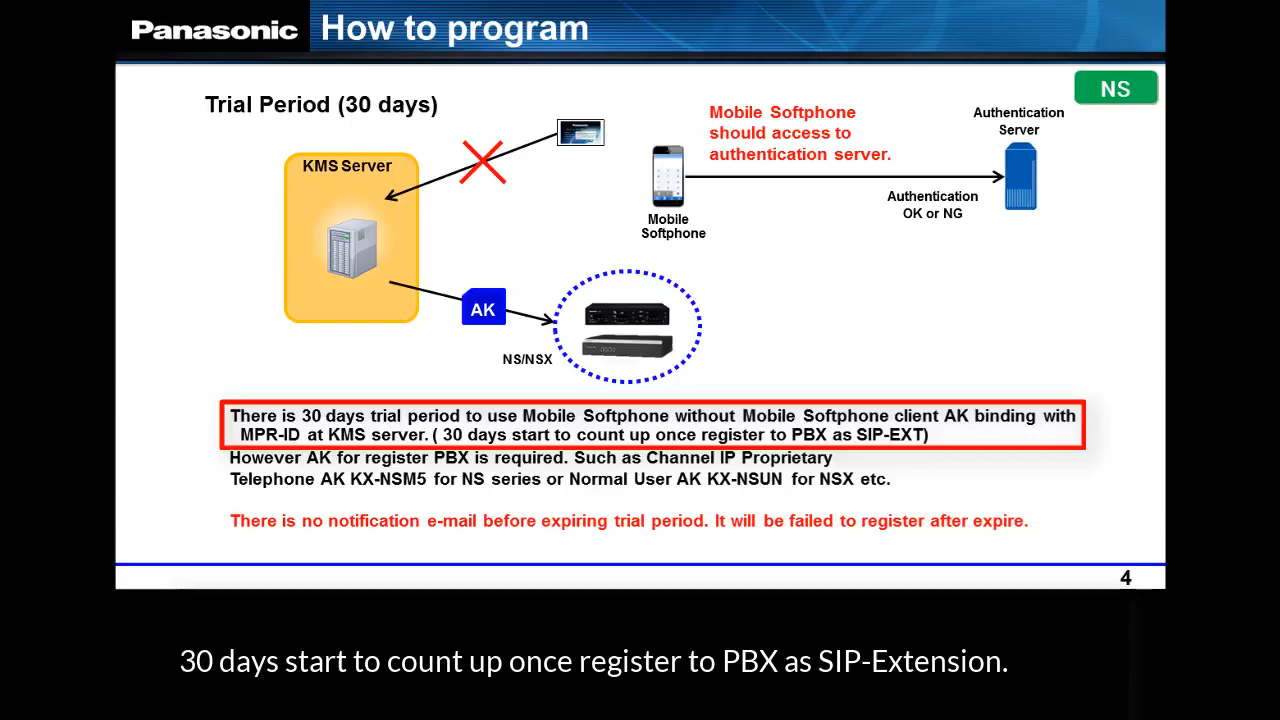 Panasonic
How to program
NS
Trial Period (30 days)
Mobile Softphone
should access to
authentication server.
Authentication
Server
KMS Server
Authentication
OK or NG
Mobile
Softphone
AK
NS/NSX
There is 30 days trial period to use Mobile Softphone without Mobile Softphone client AK binding with
MPR-ID at KMS server. ( 30 days start to count up once register to PBX as SIP-EXT)
However AK for register PBX is required. Such as Channel IP Proprietary
Telephone AK KX-NSM5 for NS series or Normal User AK KX-NSUN for NSX etc.
There is no notification e-mail before expiring trial period. It will be failed to register after expire.
4
30 days start to count up once register to PBX as SIP-Extension.